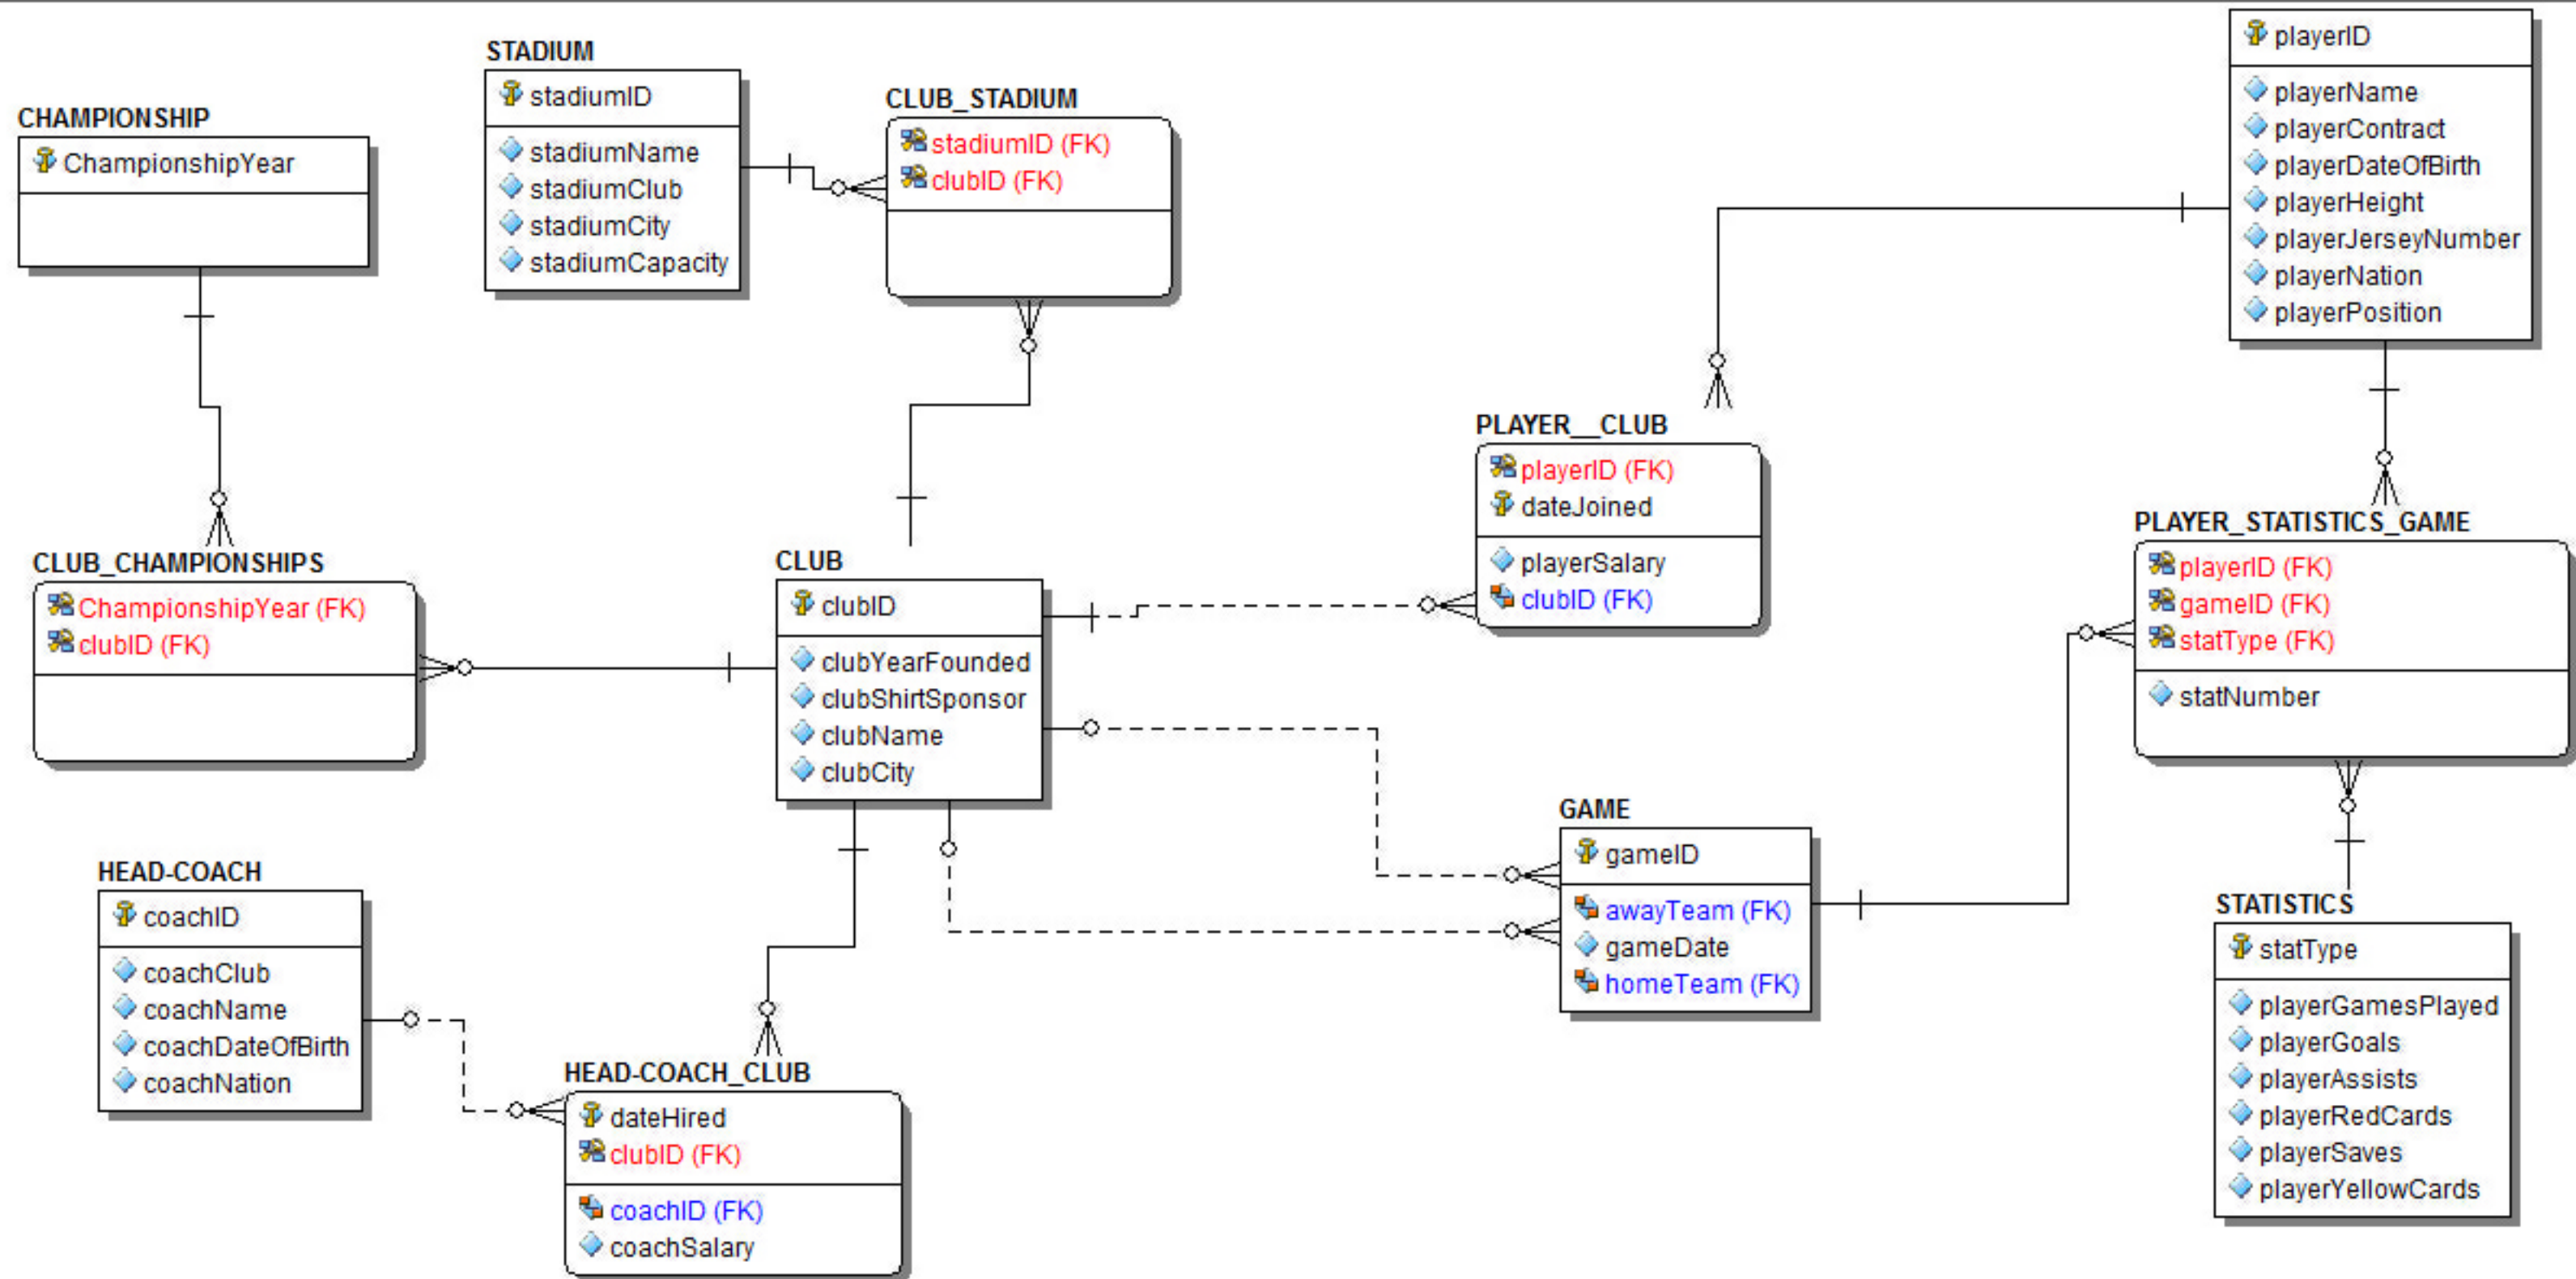 STADIUM
stadiumID
stadiumName
stadiumClub
stadiumCity
stadiumCapacity
CHAMPIONSHIP
ChampionshipYear
CLUB_STADIUM
stadiumID (FK)
clubID (FK)
playerID
playerName
playerContract
playerDateOfBirth
playerHeight
playerJerseyNumber
playerNation
playerPosition
PLAYER__CLUB
playerID (FK)
dateJoined
playerSalary
clubID (FK)
CLUB_CHAMPIONSHIPS
ChampionshipYear (FK)
clubID (FK)
CLUB
clubID
clubYearFounded
clubShirtSponsor
clubName
clubCity
PLAYER_STATISTICS_GAME
playerID (FK)
gameID (FK)
statType (FK)
statNumber
GAME
gameID
awayTeam (FK)
gameDate
homeTeam (FK)
HEAD-COACH
coachID
coachClub
coachName
coachDateOfBirth
coachNation
HEAD-COACH_CLUB
dateHired
clubID (FK)
coachID (FK)
coachSalary
STATISTICS
statType
playerGamesPlayed
playerGoals
playerAssists
playerRedCards
playerSaves
playerYellowCards